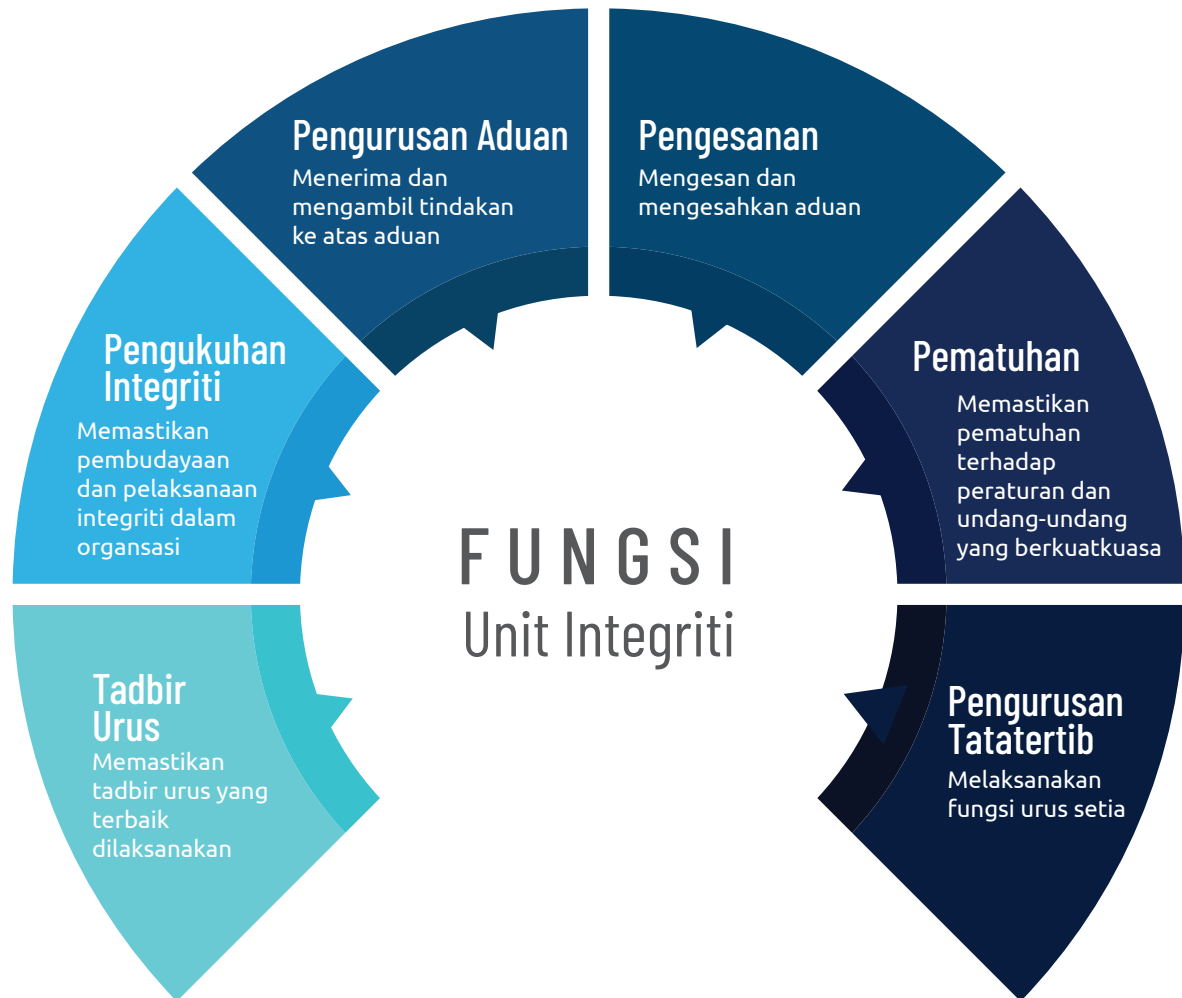 Pengurusan Aduan
Menerima dan
mengambil tindakan
ke atas aduan
Pengesanan
Mengesan dan
mengesahkan aduan
Pengukuhan
Integriti
Memastikan
pembudayaan
dan pelaksanaan
integriti dalam
organsasi
Pematuhan
Memastikan
pematuhan
terhadap
peraturan dan
undang-undang
yang berkuatkuasa
FUNGSI
Unit Integriti
Tadbir
Urus
Memastikan
tadbir urus yang
terbaik
dilaksanakan
Pengurusan
Tatatertib
Melaksanakan
fungsi urus setia